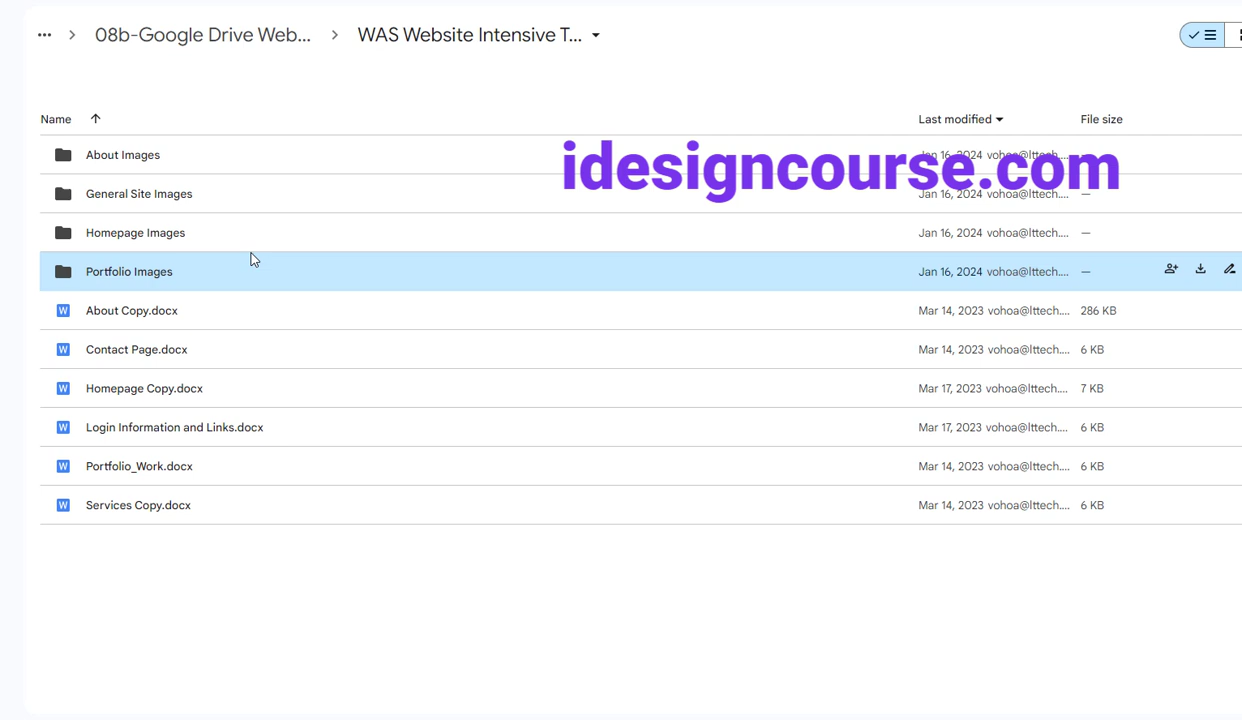 08b-Google Drive Web... WAS Website Intensive T...
Name Last modified File size
idesigncourse.com
About Images Jan 16, 2024 vohoa@lttech.... —
General Site Images Jan 16, 2024 vohoa@lttech.... —
Homepage Images Jan 16, 2024 vohoa@lttech.... —
Portfolio Images Jan 16, 2024 vohoa@lttech.... —
About Copy.docx Mar 14, 2023 vohoa@lttech.... 286 KB
Contact Page.docx Mar 14, 2023 vohoa@lttech.... 6 KB
Homepage Copy.docx Mar 17, 2023 vohoa@lttech.... 7 KB
Login Information and Links.docx Mar 17, 2023 vohoa@lttech.... 6 KB
Portfolio_Work.docx Mar 14, 2023 vohoa@lttech.... 6 KB
Services Copy.docx Mar 14, 2023 vohoa@lttech.... 6 KB